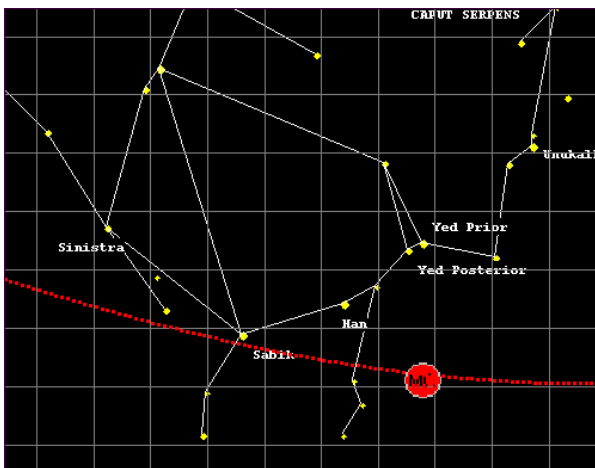 CAPUT SERPENS
Unukal
Yed Prior
Sinistra
Yed Posterior
Han
Sabik